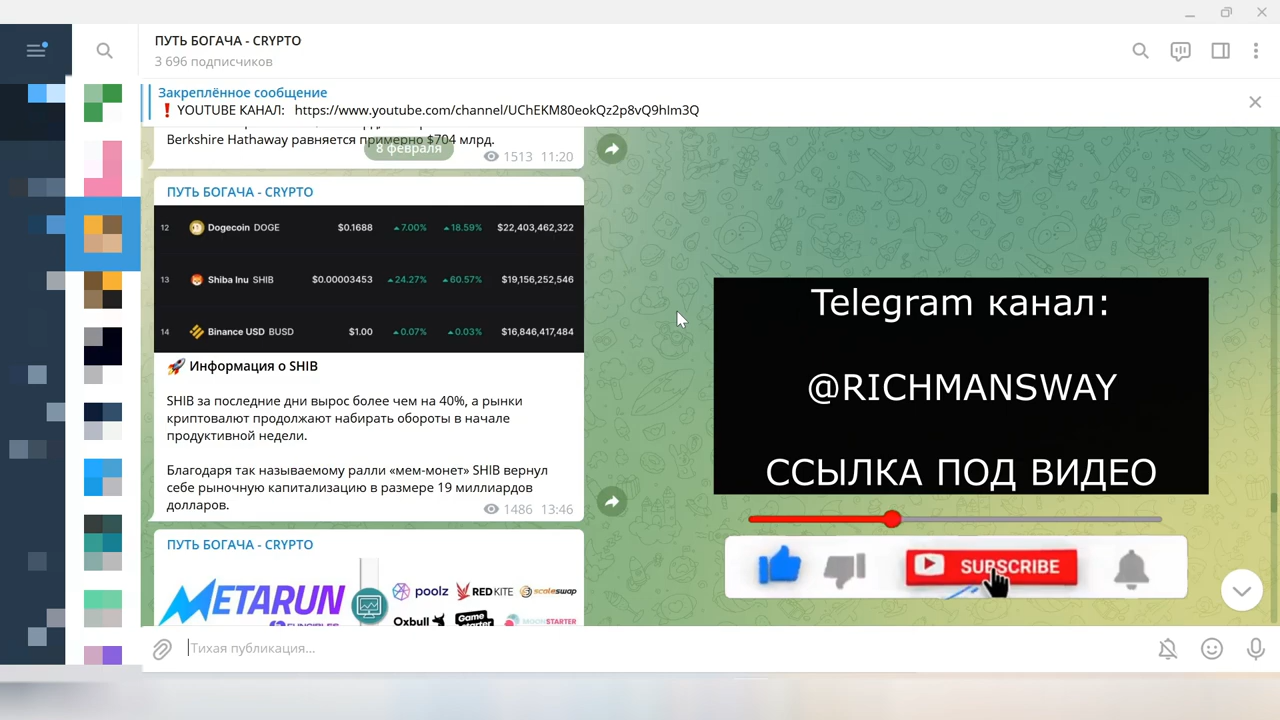 ПУТЬ БОГАЧА - CRYPTO
3 696 подписчиков
Закреплённое сообщение
❗ YOUTUBE КАНАЛ: https://www.youtube.com/channel/UChEKM80eokQz2p8vQ9hIm3Q
Berkshire Hathaway равняется примерно $704 млрд.
8 февраля
1513 11:20
ПУТЬ БОГАЧА - CRYPTO
12 Dogecoin DOGE $0.1688 7.00% 18.59% $22,403,462,322
13 Shiba Inu SHIB $0.00003453 24.27% 60.57% $19,156,252,546
14 Binance USD BUSD $1.00 0.07% 0.03% $16,846,417,484
🚀 Информация о SHIB
SHIB за последние дни вырос более чем на 40%, а рынки
криптовалют продолжают набирать обороты в начале
продуктивной недели.
Благодаря так называемому ралли «мем-монет» SHIB вернул
себе рыночную капитализацию в размере 19 миллиардов
долларов.
1486 13:46
ПУТЬ БОГАЧА - CRYPTO
METARUN
poolz REDKITE scaleswap
Oxbull Game Starter MOONSTARTER
Тихая публикация...
Telegram канал:
@RICHMANSWAY
ССЫЛКА ПОД ВИДЕО
SUBSCRIBE